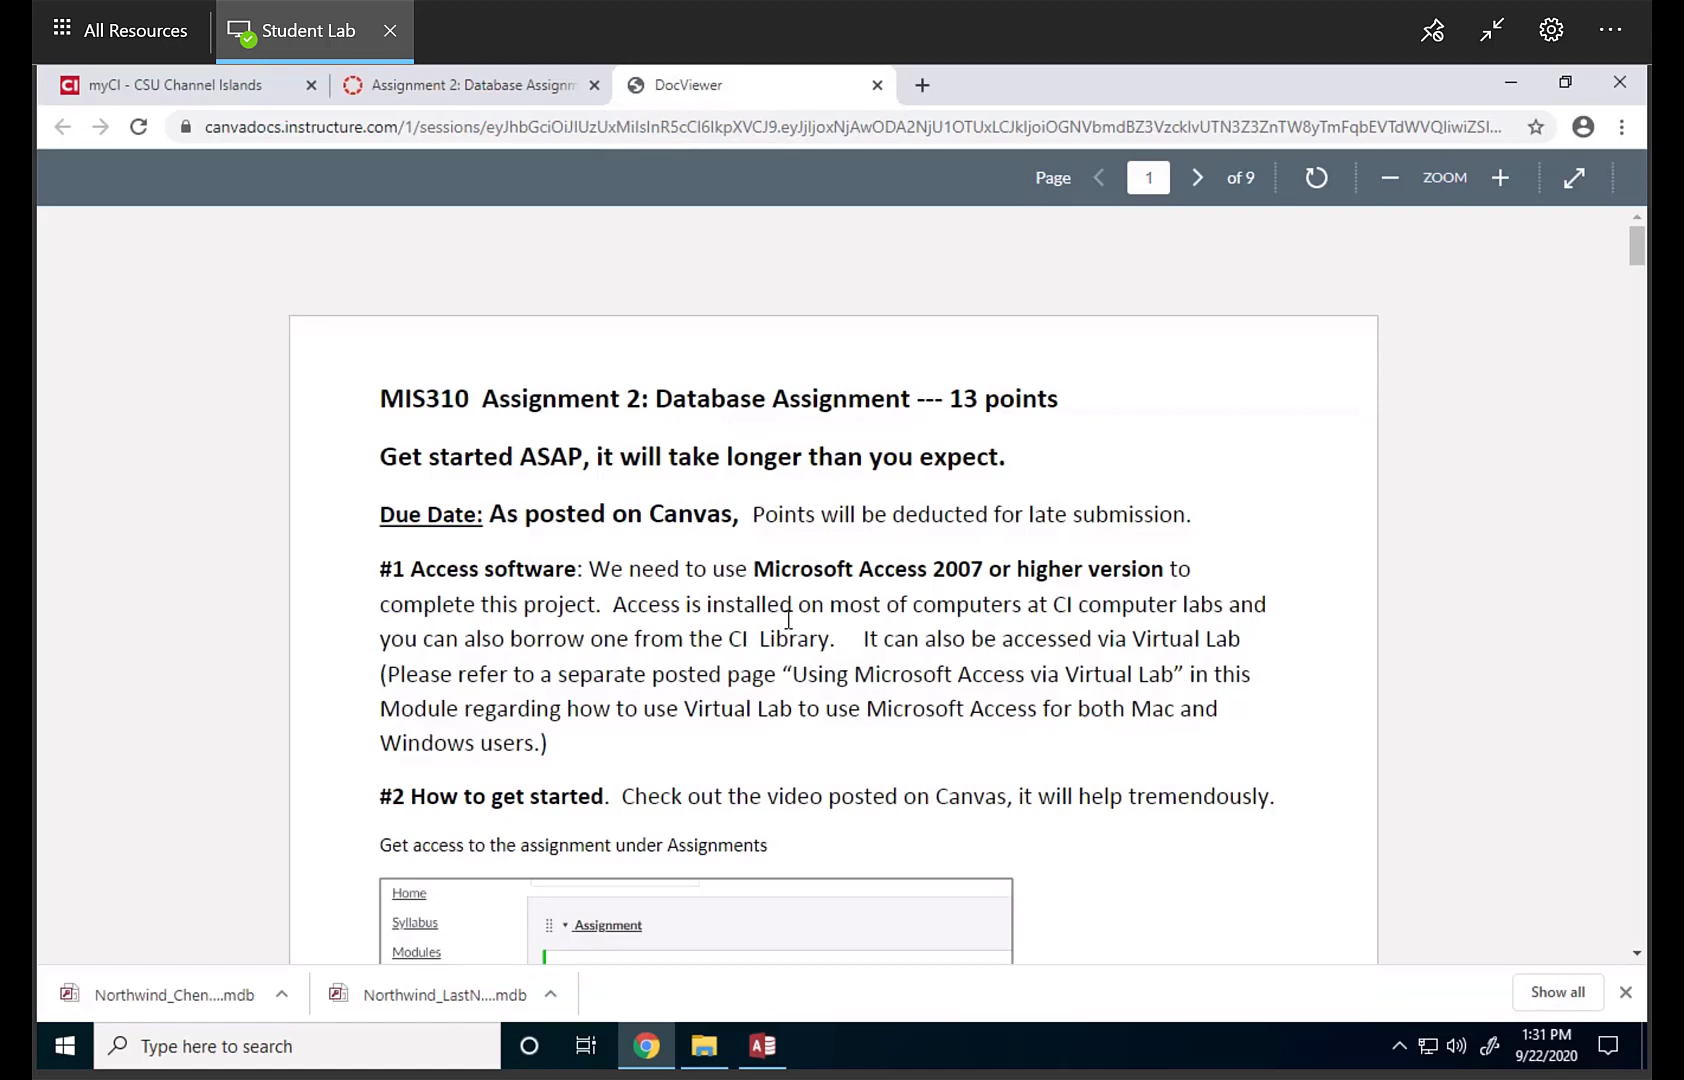 All Resources
Student Lab
myCI - CSU Channel Islands
Assignment 2: Database Assignm
DocViewer
Page 1 of 9
ZOOM
MIS310 Assignment 2: Database Assignment --- 13 points
Get started ASAP, it will take longer than you expect.
Due Date: As posted on Canvas, Points will be deducted for late submission.
#1 Access software: We need to use Microsoft Access 2007 or higher version to
complete this project. Access is installed on most of computers at CI computer labs and
you can also borrow one from the CI Library. It can also be accessed via Virtual Lab
(Please refer to a separate posted page “Using Microsoft Access via Virtual Lab” in this
Module regarding how to use Virtual Lab to use Microsoft Access for both Mac and
Windows users.)
#2 How to get started. Check out the video posted on Canvas, it will help tremendously.
Get access to the assignment under Assignments
Home
Syllabus
Assignment
Modules
Northwind_Chen....mdb
Northwind_LastN....mdb
Show all
Type here to search
1:31 PM
9/22/2020